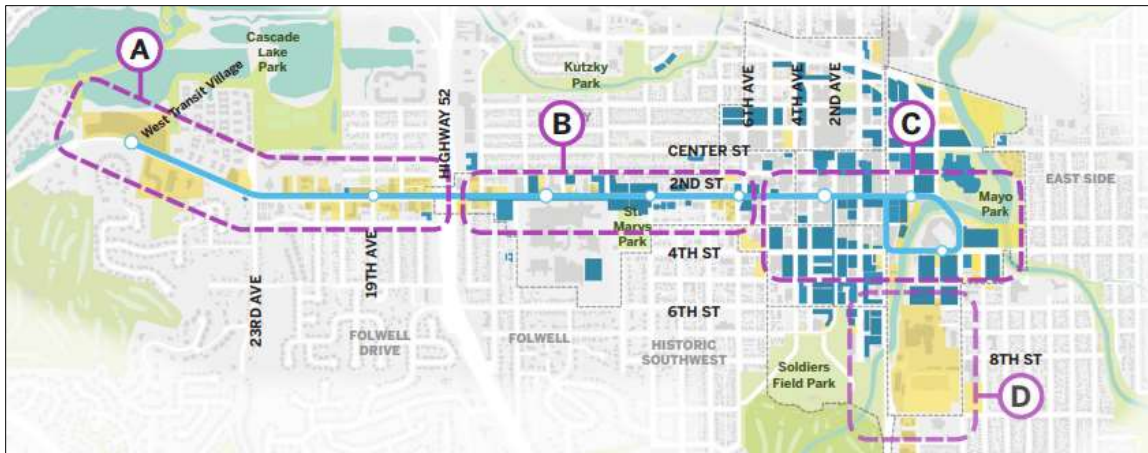 A
Cascade
Lake
Park
West Transit Village
HIGHWAY 52
Kutzky
Park
B
6TH AVE
4TH AVE
2ND AVE
C
CENTER ST
2ND ST
St
Marys
Park
4TH ST
6TH ST
Mayo
Park
EAST SIDE
23RD AVE
19TH AVE
FOLWELL
DRIVE
FOLWELL
HISTORIC
SOUTHWEST
Soldiers
Field Park
8TH ST
D